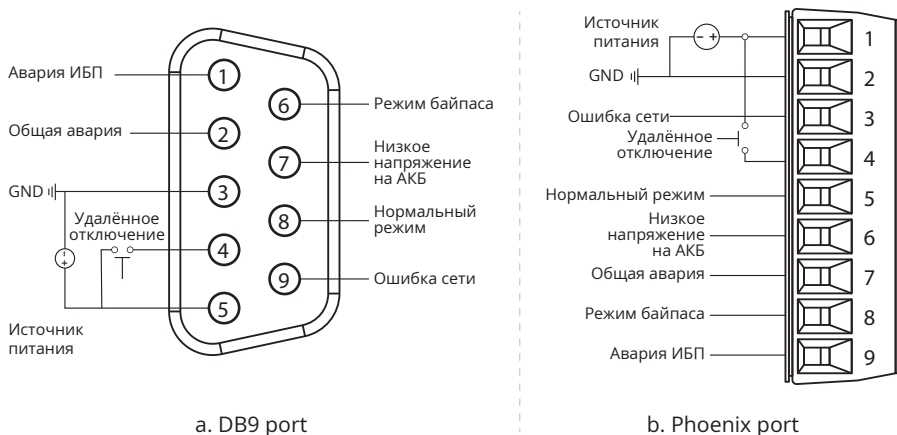 Авария ИБП
Общая авария
GND
Удалённое
отключение
Источник
питания
1
2
3
4
5
6
7
8
9
Режим байпаса
Низкое
напряжение
на АКБ
Нормальный
режим
Ошибка сети
a. DB9 port
Источник
питания
GND
Ошибка сети
Удалённое
отключение
Нормальный режим
Низкое
напряжение
на АКБ
Общая авария
Режим байпаса
Авария ИБП
- +
1
2
3
4
5
6
7
8
9
b. Phoenix port